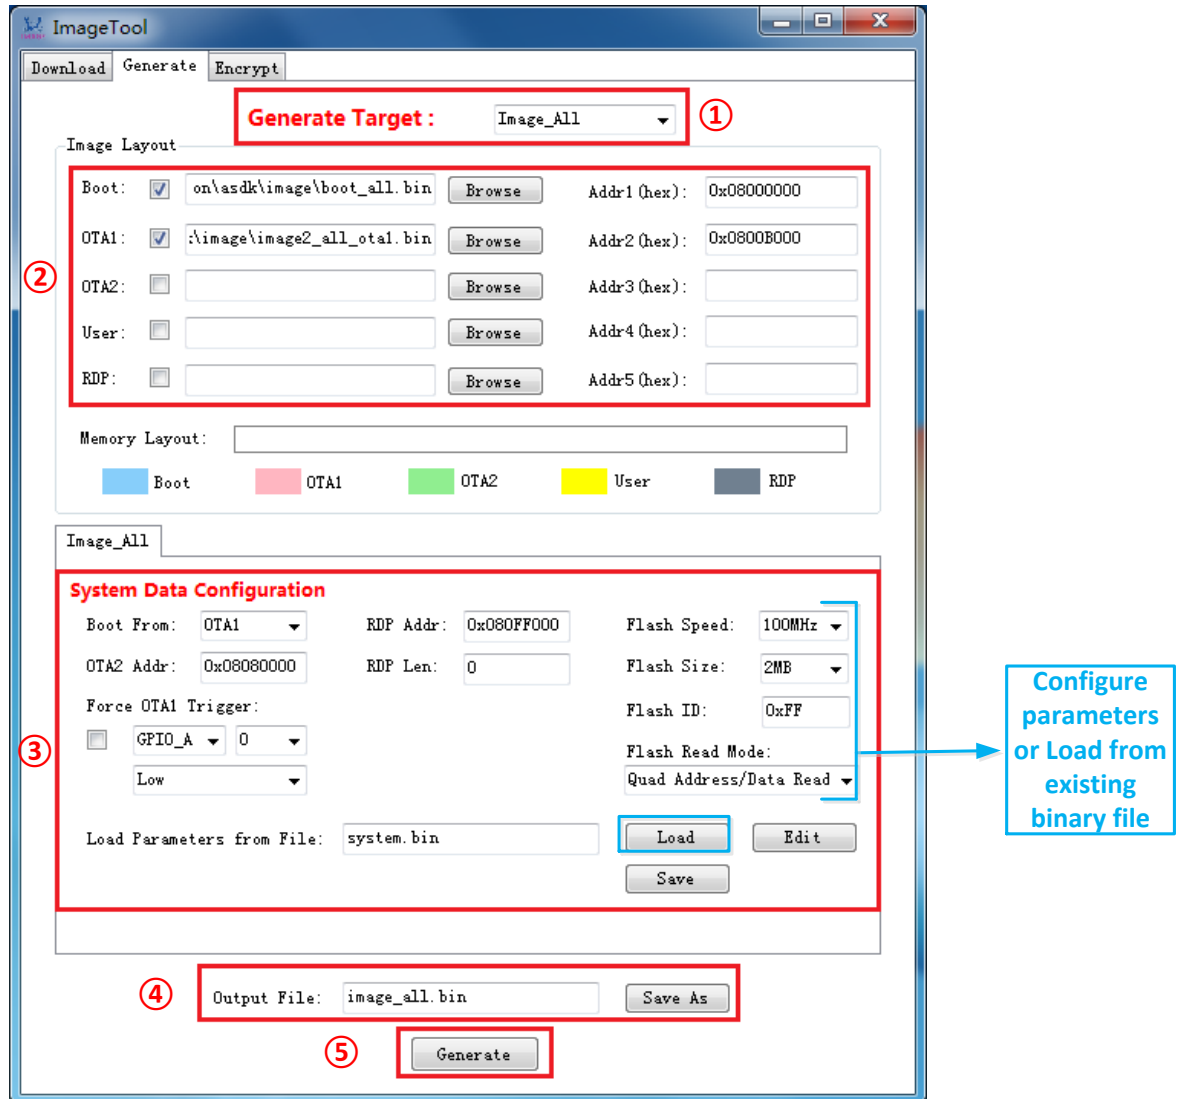 ImageTool
Download Generate Encrypt
Generate Target : Image_All ①
Image Layout
Boot: on\asdk\image\boot_all.bin Browse Addr1(hex): 0x08000000
OTA1: :\image\image2_all_ota1.bin Browse Addr2(hex): 0x0800B000
②
OTA2: Browse Addr3(hex):
User: Browse Addr4(hex):
RDP: Browse Addr5(hex):
Memory Layout:
Boot OTA1 OTA2 User RDP
Image_All
System Data Configuration
Boot From: OTA1 RDP Addr: 0x080FF000 Flash Speed: 100MHz
OTA2 Addr: 0x08080000 RDP Len: 0 Flash Size: 2MB
Force OTA1 Trigger: Flash ID: 0xFF
③ GPIO_A 0 Flash Read Mode:
Low Quad Address/Data Read
Configure
parameters
or Load from
existing
binary file
Load Parameters from File: system.bin Load Edit
Save
④ Output File: image_all.bin Save As
⑤ Generate